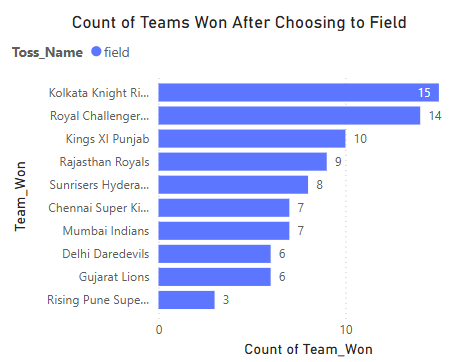 Count of Teams Won After Choosing to Field
Toss_Name field
Team_Won
Kolkata Knight Ri... 15
Royal Challenger... 14
Kings XI Punjab 10
Rajasthan Royals 9
Sunrisers Hydera... 8
Chennai Super Ki... 7
Mumbai Indians 7
Delhi Daredevils 6
Gujarat Lions 6
Rising Pune Supe... 3
0 10
Count of Team_Won